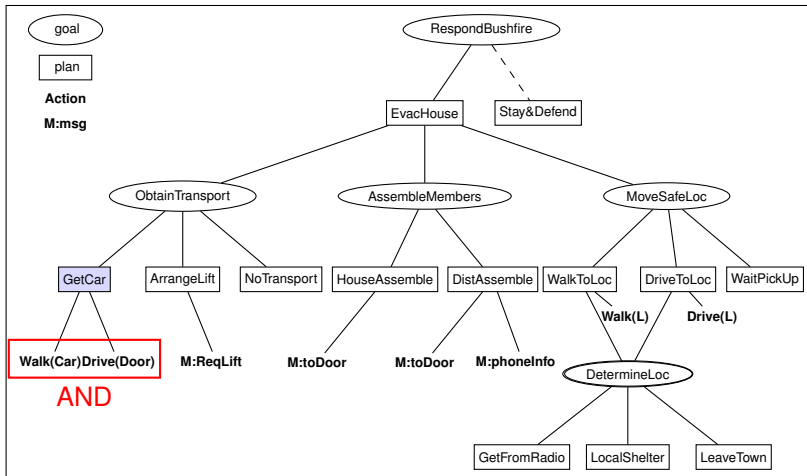 goal
RespondBushfire
plan
Action
M:msg
EvacHouse
Stay&Defend
ObtainTransport
AssembleMembers
MoveSafeLoc
GetCar
ArrangeLift
NoTransport
HouseAssemble
DistAssemble
WalkToLoc
DriveToLoc
WaitPickUp
Walk(L)
Drive(L)
Walk(Car)Drive(Door)
M:ReqLift
M:toDoor
M:toDoor
M:phoneInfo
AND
DetermineLoc
GetFromRadio
LocalShelter
LeaveTown